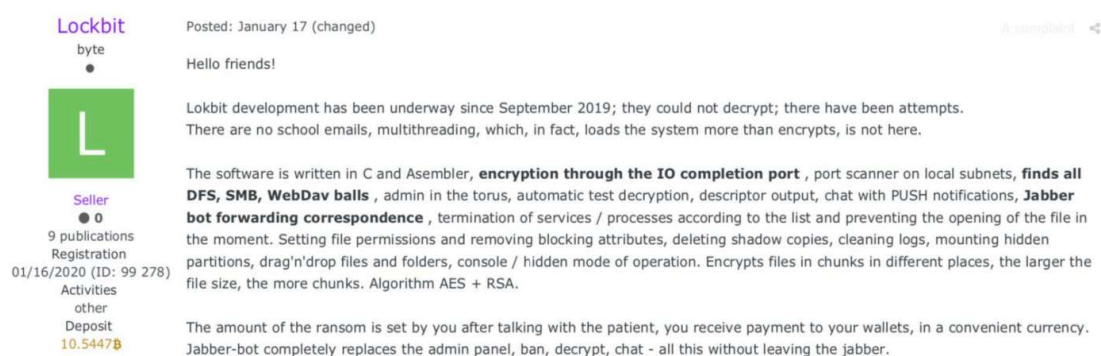 Lockbit
byte
L
Seller
0
9 publications
Registration
01/16/2020 (ID: 99 278)
Activities
other
Deposit
10.5447₿
Posted: January 17 (changed)
A complaint
Hello friends!
Lokbit development has been underway since September 2019; they could not decrypt; there have been attempts.
There are no school emails, multithreading, which, in fact, loads the system more than encrypts, is not here.
The software is written in C and Asembler, encryption through the IO completion port , port scanner on local subnets, finds all
DFS, SMB, WebDav balls , admin in the torus, automatic test decryption, descriptor output, chat with PUSH notifications, Jabber
bot forwarding correspondence , termination of services / processes according to the list and preventing the opening of the file in
the moment. Setting file permissions and removing blocking attributes, deleting shadow copies, cleaning logs, mounting hidden
partitions, drag'n'drop files and folders, console / hidden mode of operation. Encrypts files in chunks in different places, the larger the
file size, the more chunks. Algorithm AES + RSA.
The amount of the ransom is set by you after talking with the patient, you receive payment to your wallets, in a convenient currency.
Jabber-bot completely replaces the admin panel, ban, decrypt, chat - all this without leaving the jabber.